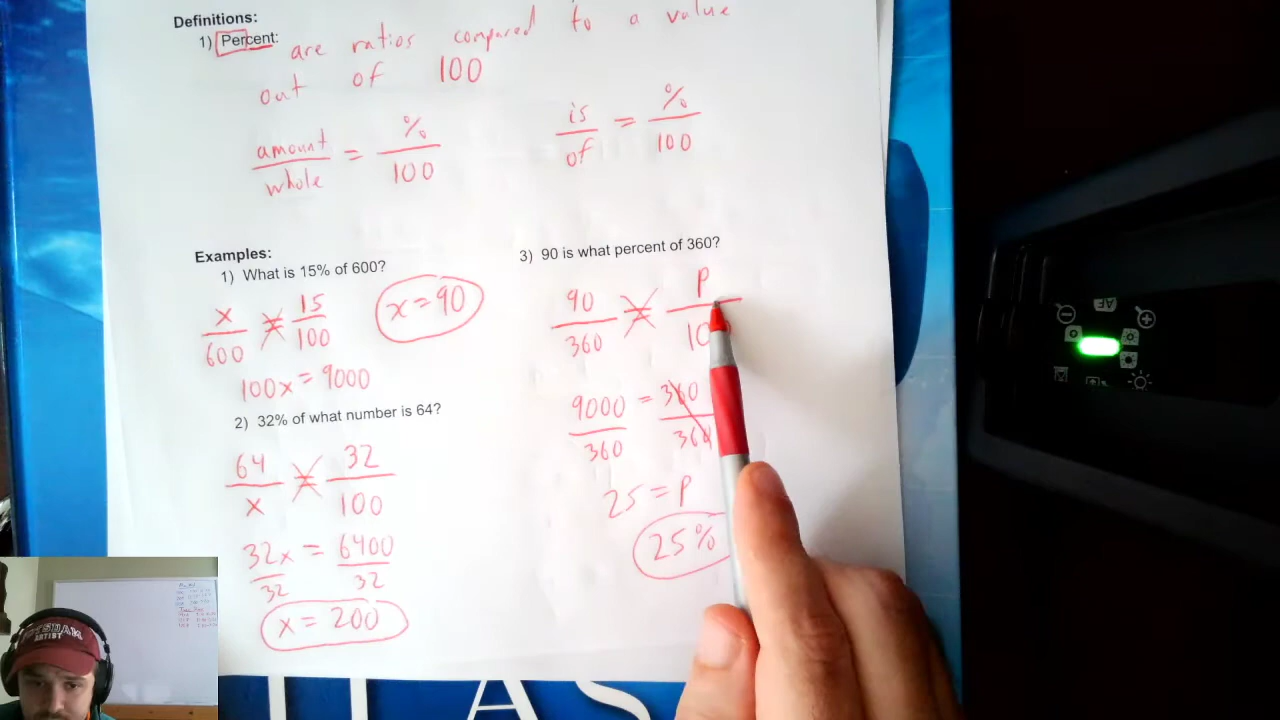 Definitions:
1) Percent: are ratios compared to a value
out of 100
amount/whole = %/100
is/of = %/100
Examples:
1) What is 15% of 600?
x/600 = 15/100
x = 90
100x = 9000
2) 32% of what number is 64?
64/x = 32/100
32x/32 = 6400/32
x = 200
3) 90 is what percent of 360?
90/360 = P/10
9000/360 = 360/360
25 = P
25%
AF
ARTIST